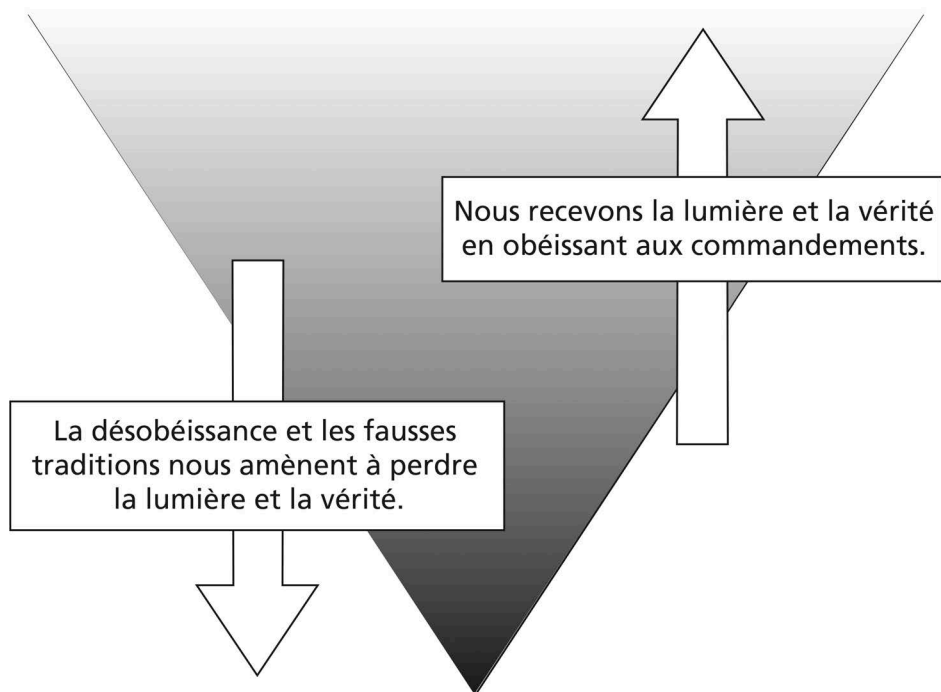 Nous recevons la lumière et la vérité
en obéissant aux commandements.
La désobéissance et les fausses
traditions nous amènent à perdre
la lumière et la vérité.